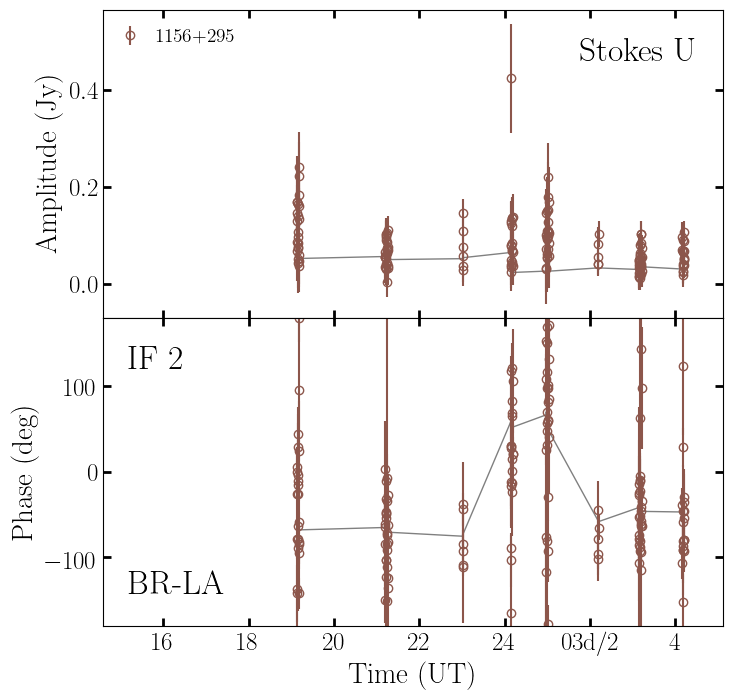 1156+295
Stokes U
Amplitude (Jy)
0.4
0.2
0.0
IF 2
Phase (deg)
100
0
−100
BR-LA
16 18 20 22 24 03d/2 4
Time (UT)